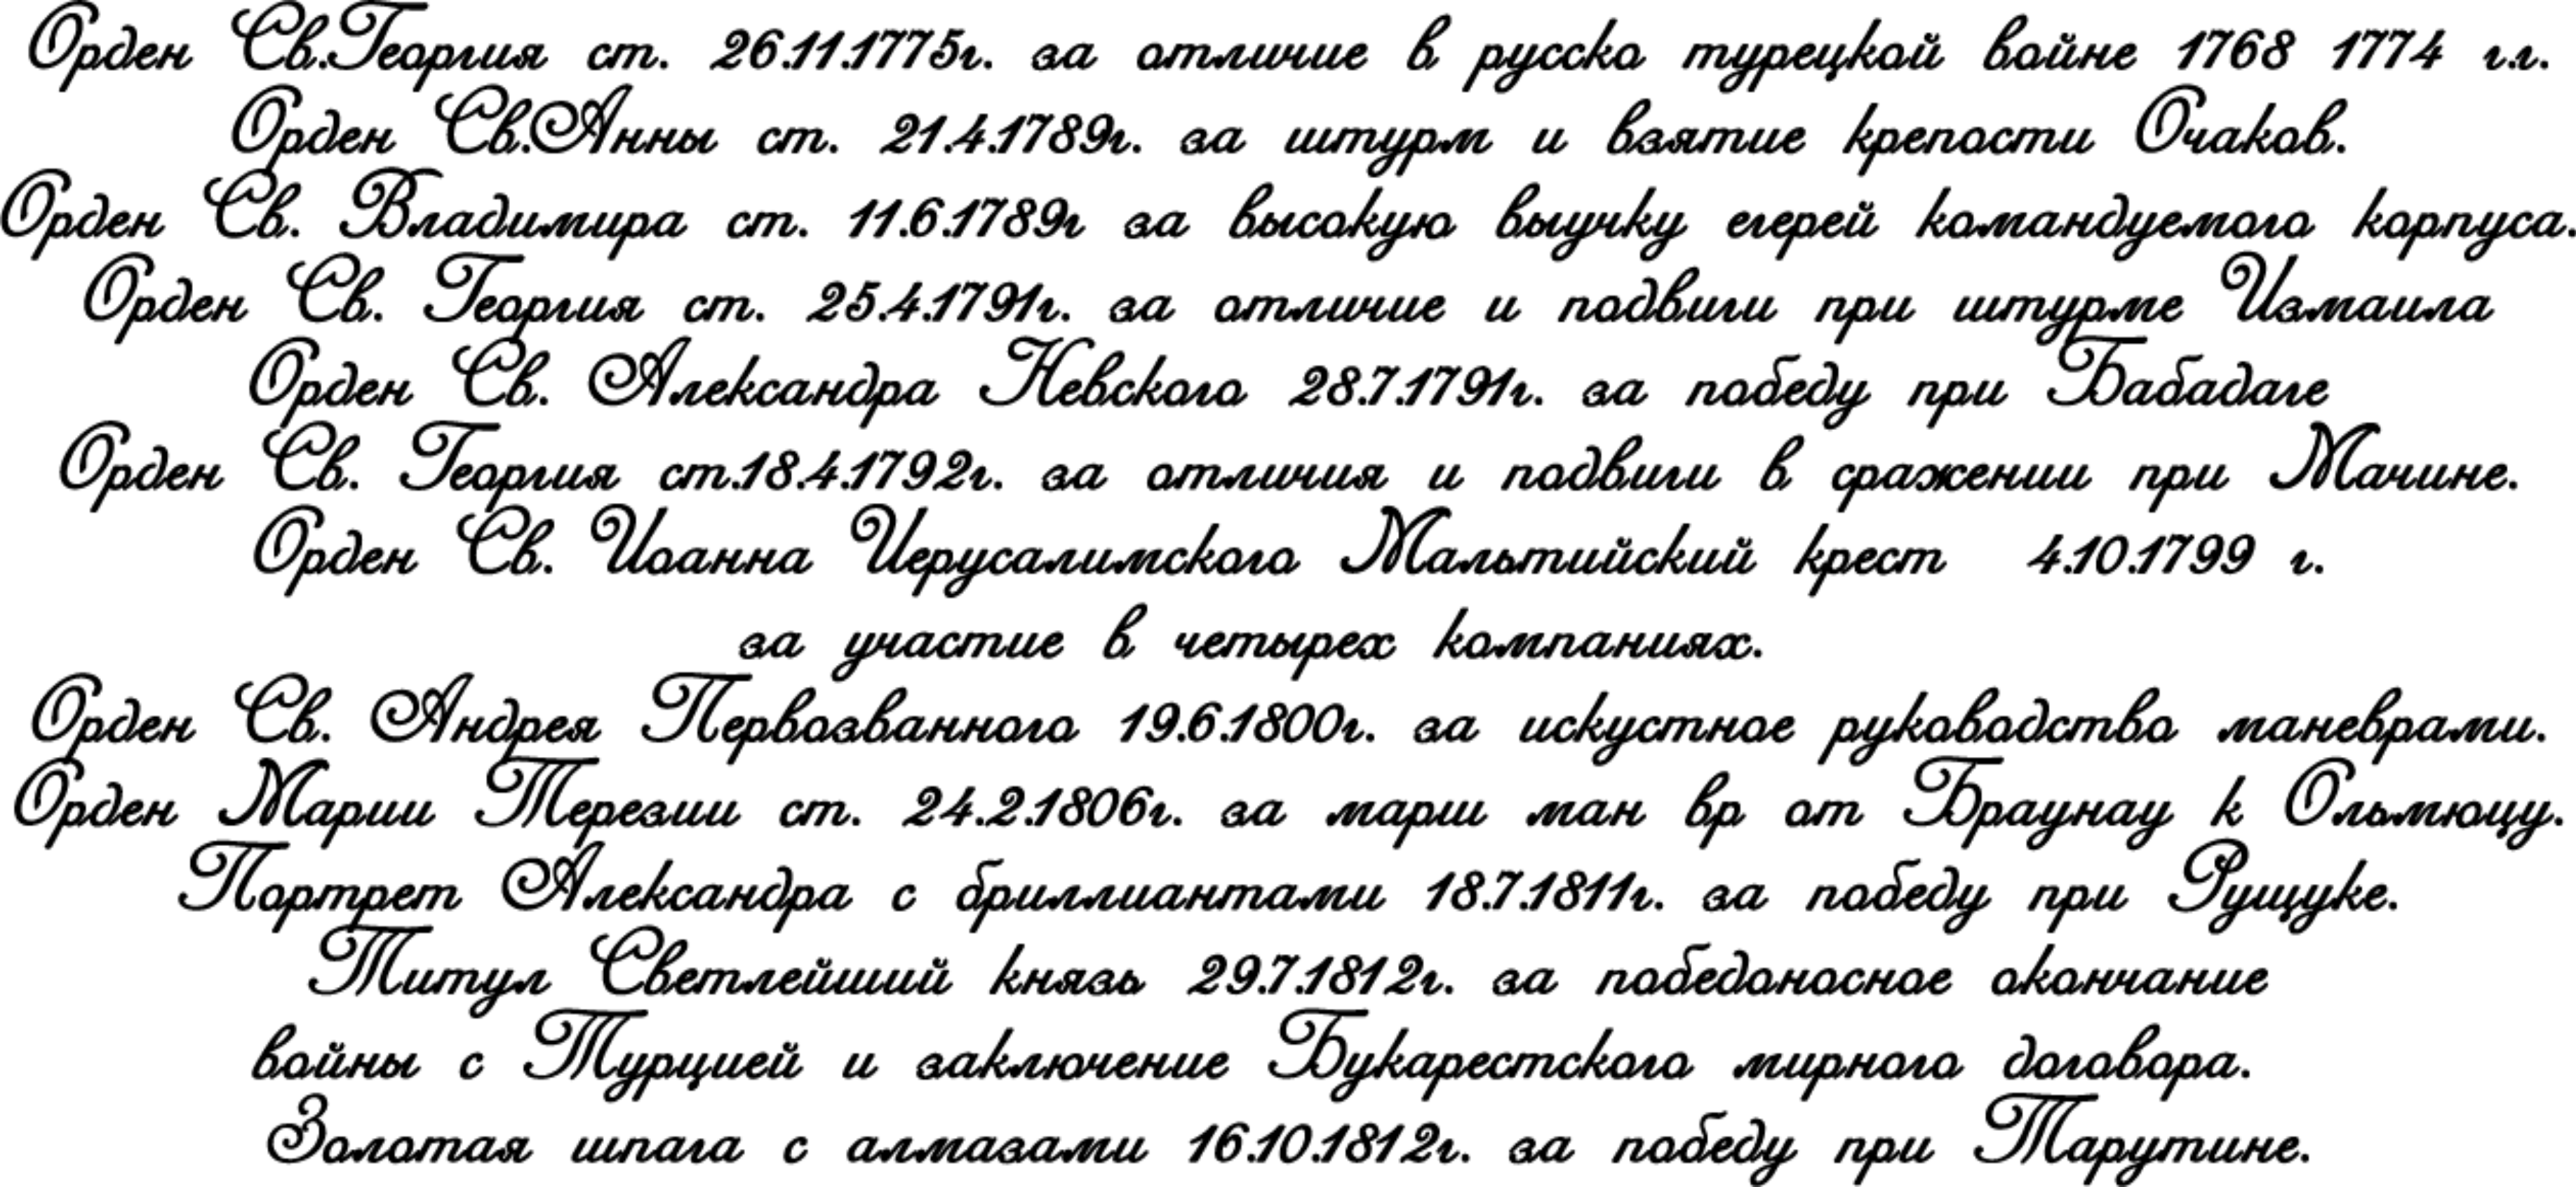 Орден Св.Георгия ст. 26.11.1775г. за отличие в русско турецкой войне 1768 1774 г.г.
Орден Св.Анны ст. 21.4.1789г. за штурм и взятие крепости Очаков.
Орден Св. Владимира ст. 11.6.1789г за высокую выучку егерей командуемого корпуса.
Орден Св. Георгия ст. 25.4.1791г. за отличие и подвиги при штурме Измаила
Орден Св. Александра Невского 28.7.1791г. за победу при Бабадаге
Орден Св. Георгия ст.18.4.1792г. за отличия и подвиги в сражении при Мачине.
Орден Св. Иоанна Иерусалимского Мальтийский крест 4.10.1799 г.
за участие в четырех компаниях.
Орден Св. Андрея Первозванного 19.6.1800г. за искустное руководство маневрами.
Орден Марии Терезии ст. 24.2.1806г. за марш ман вр от Браунау к Ольмюцу.
Портрет Александра с бриллиантами 18.7.1811г. за победу при Рущуке.
Титул Светлейший князь 29.7.1812г. за победоносное окончание
войны с Турцией и заключение Букарестского мирного договора.
Золотая шпага с алмазами 16.10.1812г. за победу при Тарутине.